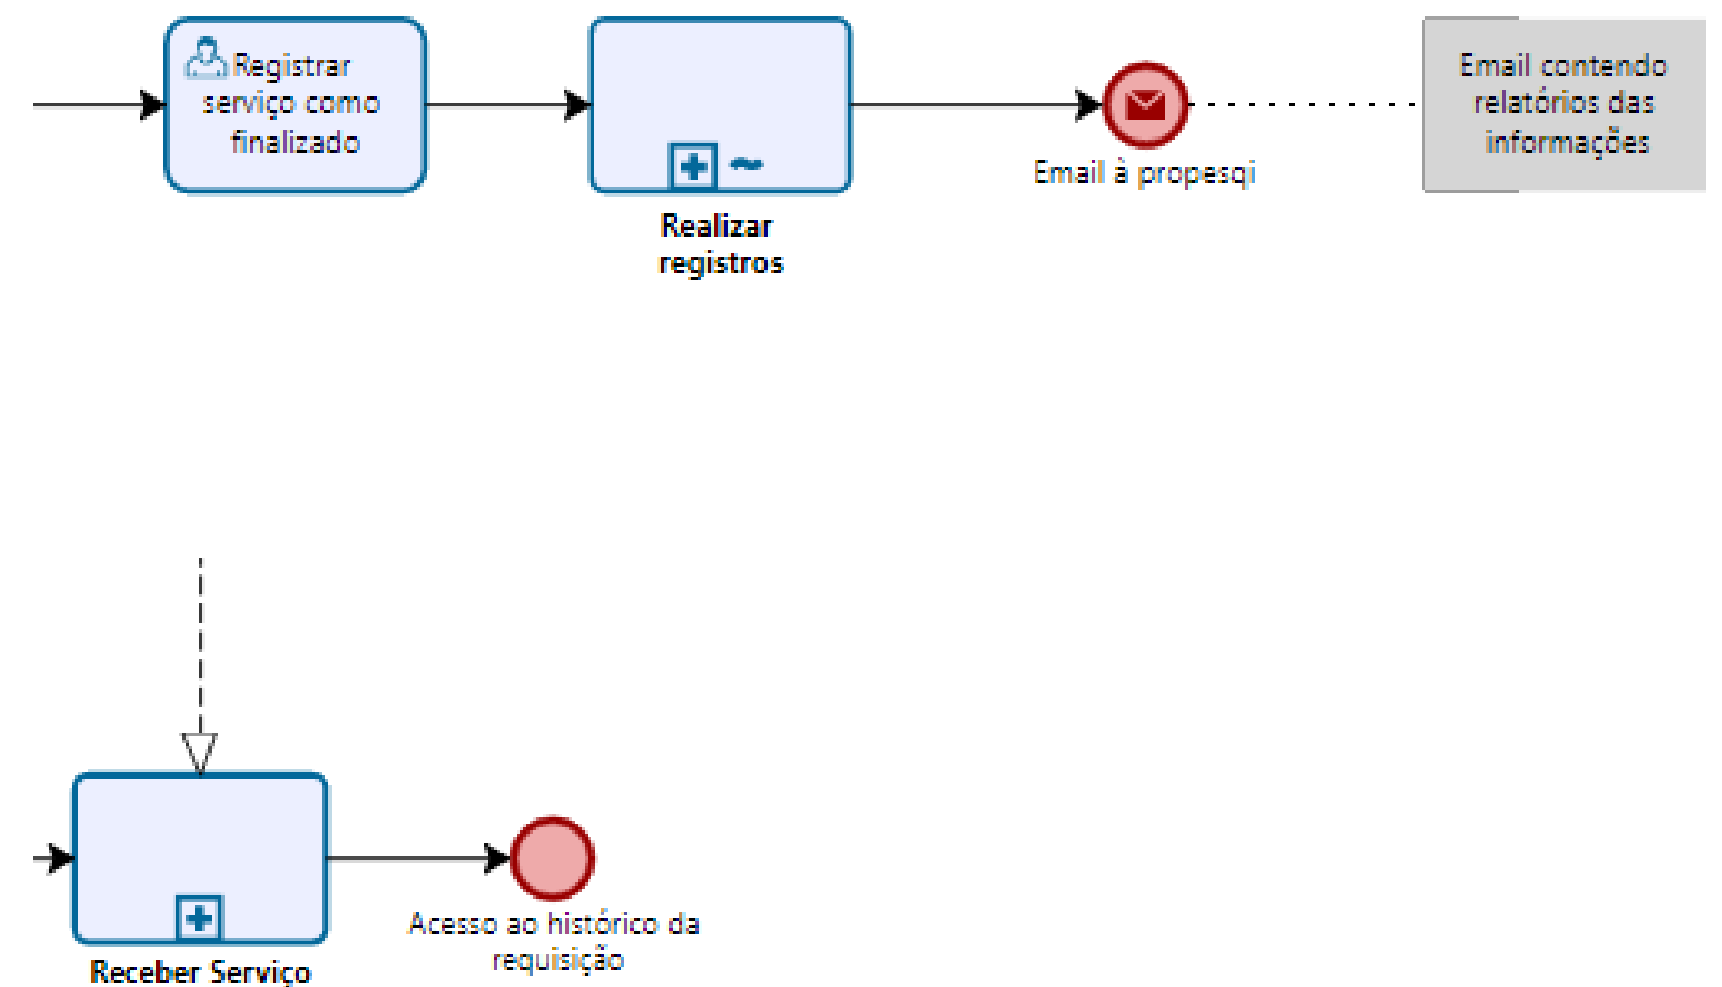 Registrar
serviço como
finalizado
Realizar
registros
Email à propesqi
Email contendo
relatórios das
informações
Receber Serviço
Acesso ao histórico da
requisição